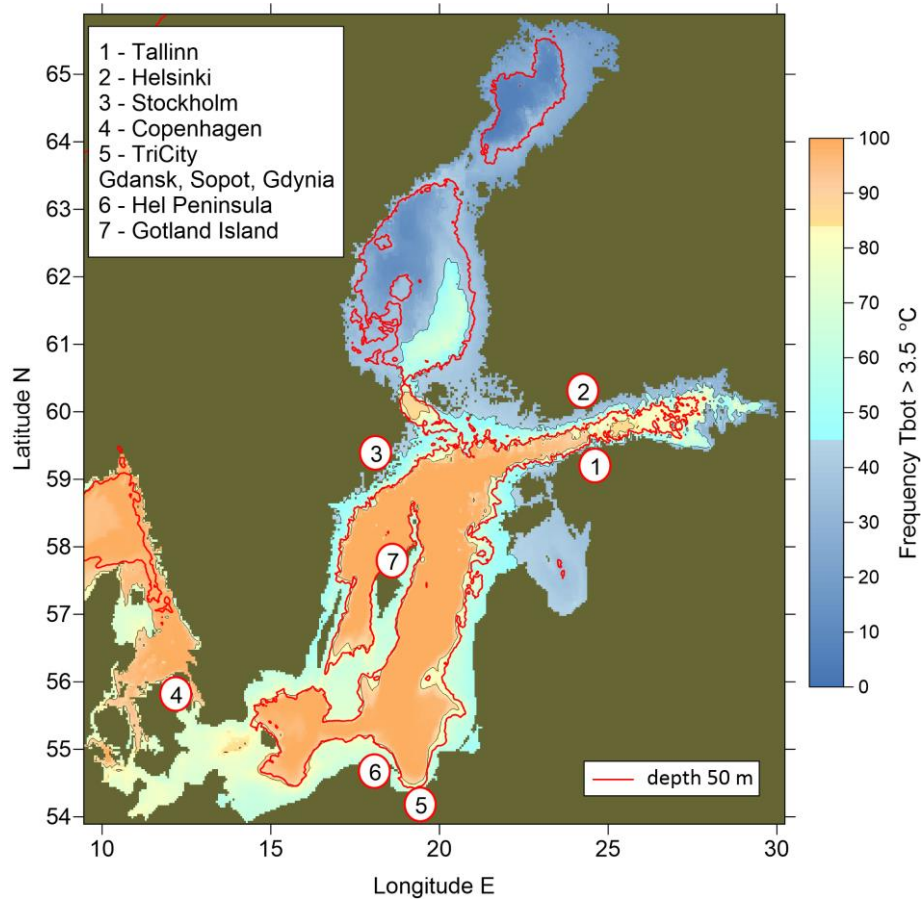 1 - Tallinn
2 - Helsinki
3 - Stockholm
4 - Copenhagen
5 - TriCity
Gdansk, Sopot, Gdynia
6 - Hel Peninsula
7 - Gotland Island
65
64
63
62
61
60
59
58
57
56
55
54
Latitude N
10
15
20
25
30
Longitude E
1
2
3
4
5
6
7
depth 50 m
100
90
80
70
60
50
40
30
20
10
0
Frequency Tbot > 3.5 °C